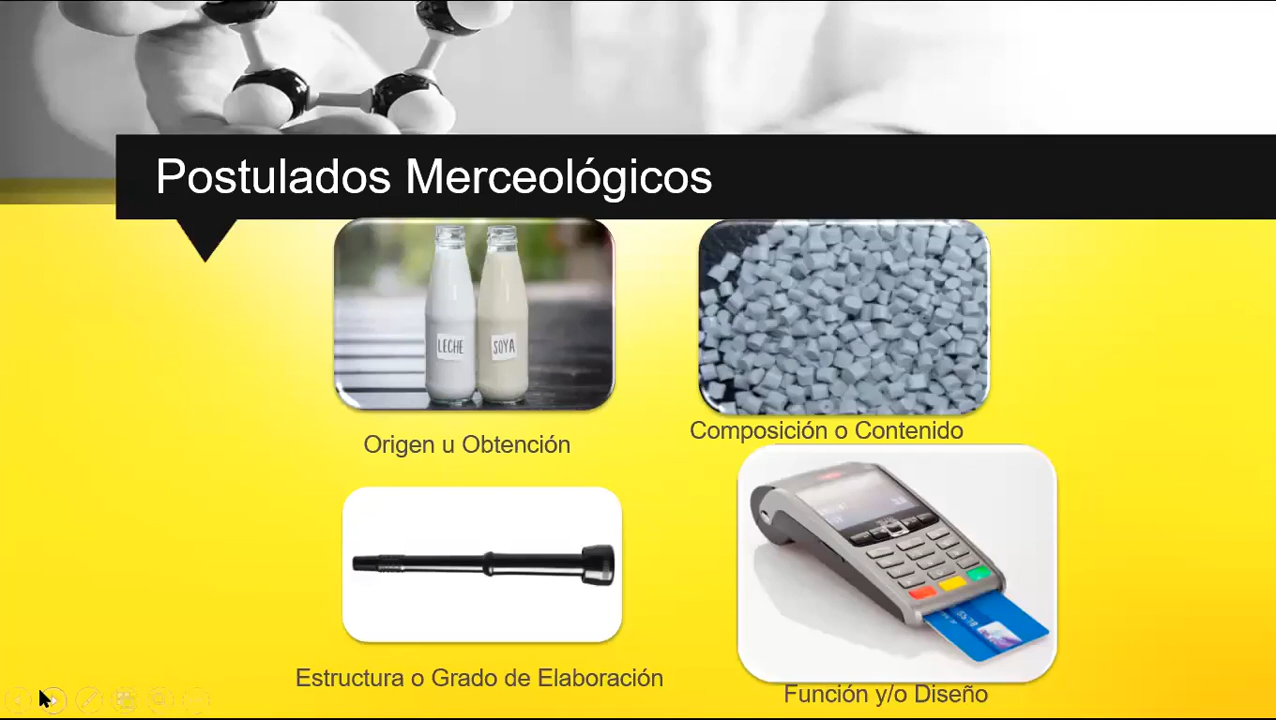 Postulados Merceológicos
LECHE
SOYA
Origen u Obtención
Composición o Contenido
Estructura o Grado de Elaboración
Función y/o Diseño